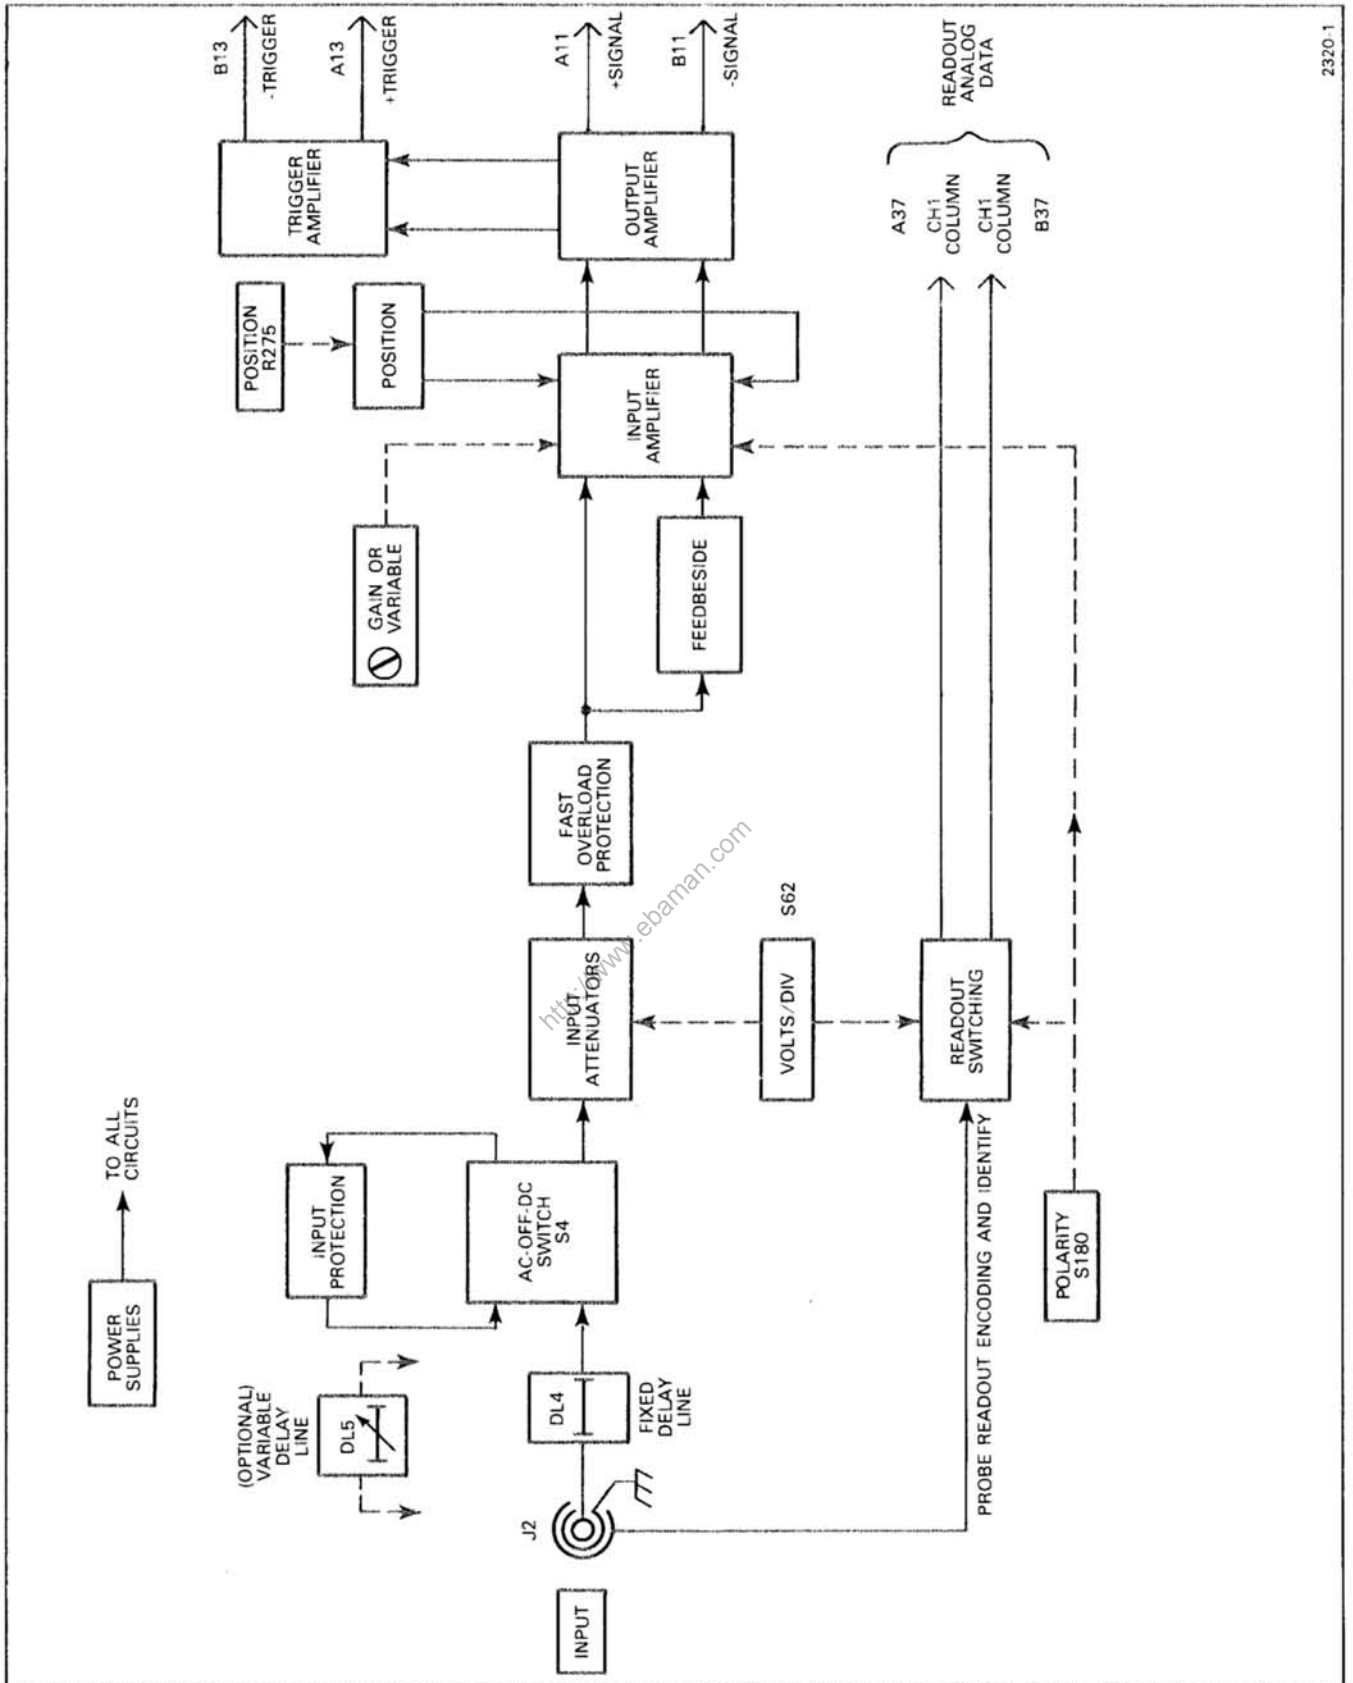 POWER
SUPPLIES
TO ALL
CIRCUITS
(OPTIONAL)
VARIABLE
DELAY
LINE
DL5
INPUT
PROTECTION
POSITION
R275
POSITION
GAIN OR
VARIABLE
TRIGGER
AMPLIFIER
B13
-TRIGGER
A13
+TRIGGER
INPUT
J2
DL4
FIXED
DELAY
LINE
AC-OFF-DC
SWITCH
S4
INPUT
ATTENUATORS
FAST
OVERLOAD
PROTECTION
FEEDBESIDE
INPUT
AMPLIFIER
OUTPUT
AMPLIFIER
A11
+SIGNAL
B11
-SIGNAL
VOLTS/DIV
S62
PROBE READOUT ENCODING AND IDENTIFY
READOUT
SWITCHING
A37
CH1
COLUMN
CH1
COLUMN
B37
READOUT
ANALOG
DATA
POLARITY
S180
2320-1
http://www.ebaman.com